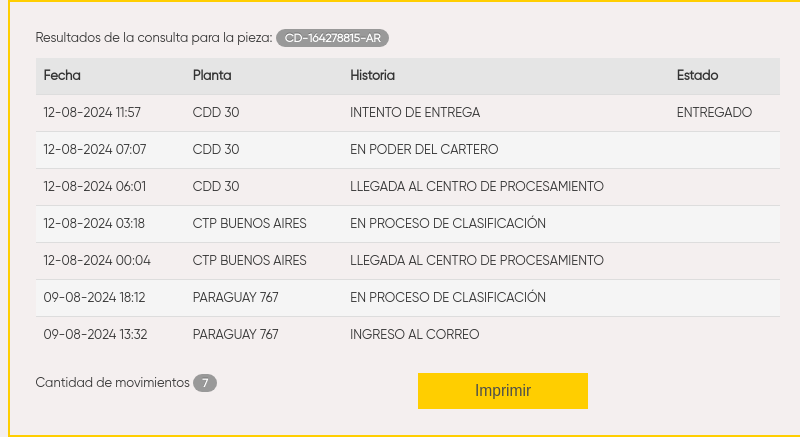 Resultados de la consulta para la pieza: CD-164278815-AR
Fecha Planta Historia Estado
12-08-2024 11:57 CDD 30 INTENTO DE ENTREGA ENTREGADO
12-08-2024 07:07 CDD 30 EN PODER DEL CARTERO
12-08-2024 06:01 CDD 30 LLEGADA AL CENTRO DE PROCESAMIENTO
12-08-2024 03:18 CTP BUENOS AIRES EN PROCESO DE CLASIFICACIÓN
12-08-2024 00:04 CTP BUENOS AIRES LLEGADA AL CENTRO DE PROCESAMIENTO
09-08-2024 18:12 PARAGUAY 767 EN PROCESO DE CLASIFICACIÓN
09-08-2024 13:32 PARAGUAY 767 INGRESO AL CORREO
Cantidad de movimientos 7
Imprimir